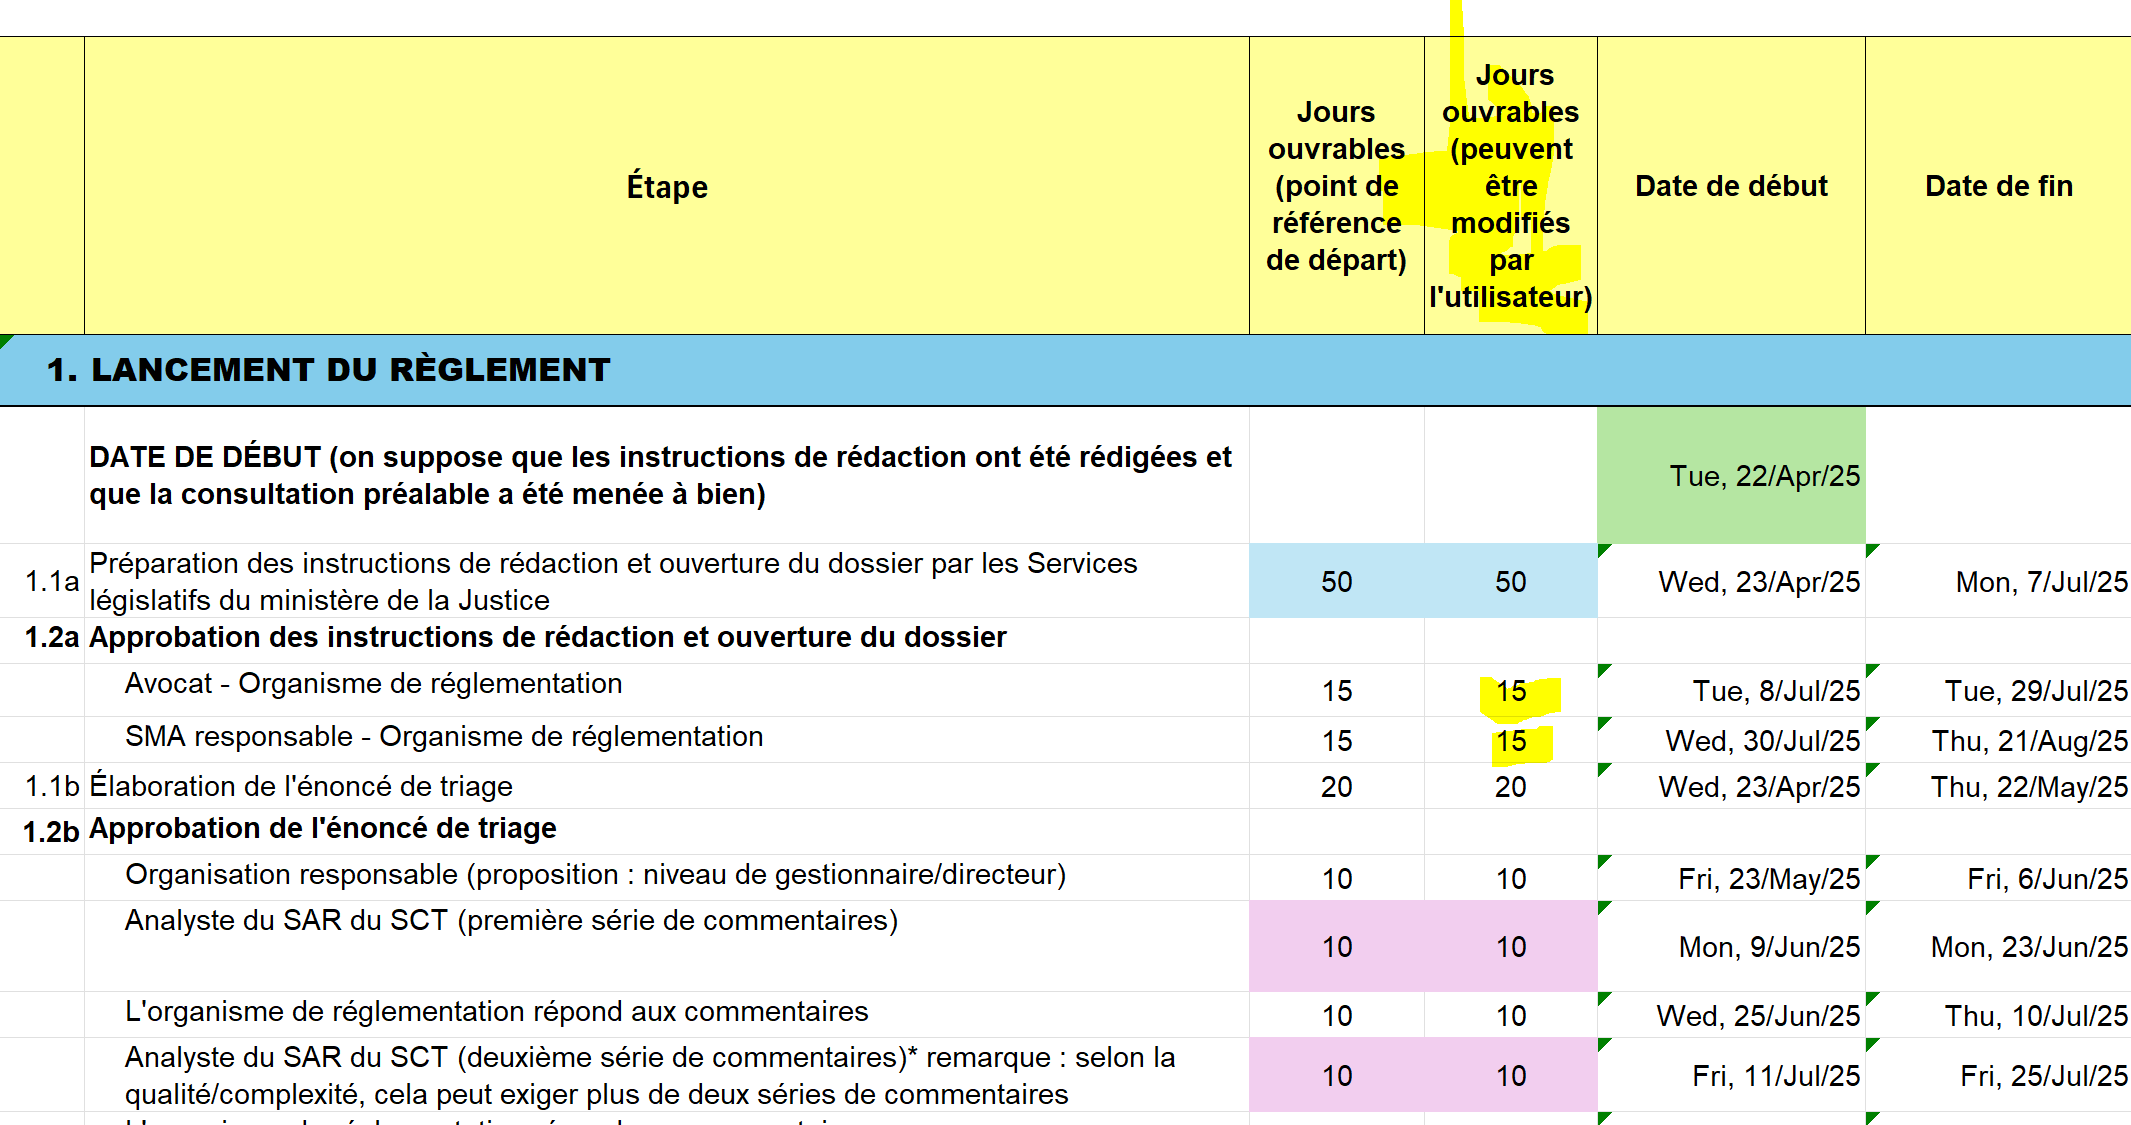 Étape
Jours
ouvrables
(point de
référence
de départ)
Jours
ouvrables
(peuvent
être
modifiés
par
l'utilisateur)
Date de début
Date de fin
1. LANCEMENT DU RÈGLEMENT
DATE DE DÉBUT (on suppose que les instructions de rédaction ont été rédigées et
que la consultation préalable a été menée à bien)
Tue, 22/Apr/25
1.1a Préparation des instructions de rédaction et ouverture du dossier par les Services
législatifs du ministère de la Justice
50 50 Wed, 23/Apr/25 Mon, 7/Jul/25
1.2a Approbation des instructions de rédaction et ouverture du dossier
Avocat - Organisme de réglementation 15 15 Tue, 8/Jul/25 Tue, 29/Jul/25
SMA responsable - Organisme de réglementation 15 15 Wed, 30/Jul/25 Thu, 21/Aug/25
1.1b Élaboration de l'énoncé de triage 20 20 Wed, 23/Apr/25 Thu, 22/May/25
1.2b Approbation de l'énoncé de triage
Organisation responsable (proposition : niveau de gestionnaire/directeur) 10 10 Fri, 23/May/25 Fri, 6/Jun/25
Analyste du SAR du SCT (première série de commentaires) 10 10 Mon, 9/Jun/25 Mon, 23/Jun/25
L'organisme de réglementation répond aux commentaires 10 10 Wed, 25/Jun/25 Thu, 10/Jul/25
Analyste du SAR du SCT (deuxième série de commentaires)* remarque : selon la
qualité/complexité, cela peut exiger plus de deux séries de commentaires
10 10 Fri, 11/Jul/25 Fri, 25/Jul/25